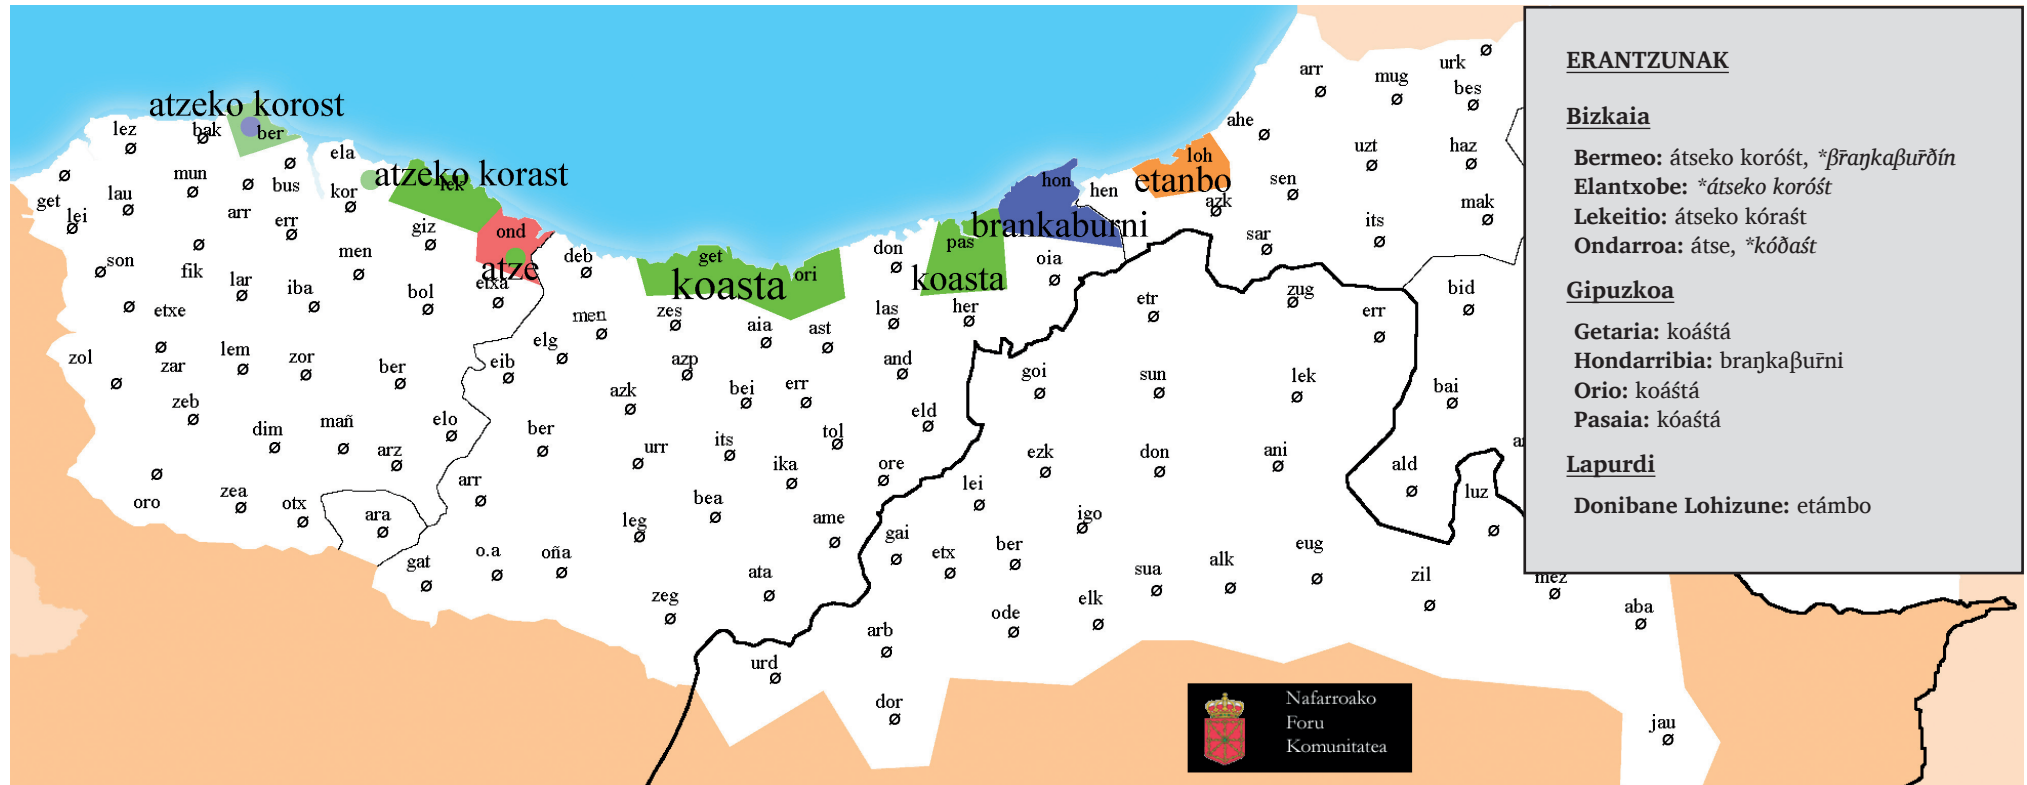 atzeko korost
lez
bak
ber
ela
mun
bus
get
lau
lei
arr
kor
atzeko korast
lek
err
men
giz
ond
atze
deb
son
fik
lar
iba
bol
etxa
etxe
zol
zar
lem
zor
ber
eib
elg
men
zes
get
koasta
ori
aia
ast
don
las
pas
koasta
her
hon
brankaburni
hen
oia
loh
etanbo
azk
ahe
arr
mug
urk
bes
uzt
haz
sen
its
mak
sar
zug
etr
err
bid
zeb
dim
mañ
arz
elo
azk
azp
bei
err
and
eld
goi
sun
lek
bai
ber
urr
its
ika
tol
ore
ezk
don
ani
ald
luz
oro
zea
otx
ara
arr
leg
bea
ame
lei
igo
gai
etx
ber
gat
o.a
oña
zeg
ata
ode
elk
sua
alk
eug
zil
mez
aba
arb
urd
dor
jau
Nafarroako
Foru
Komunitatea
ERANTZUNAK
Bizkaia
Bermeo: átseko koróśt, *βr̄aŋkaβur̄ðín
Elantxobe: *átseko koróśt
Lekeitio: átseko kóraśt
Ondarroa: átse, *kóðaśt
Gipuzkoa
Getaria: koáśtá
Hondarribia: braŋkaβur̄ni
Orio: koáśtá
Pasaia: kóaśtá
Lapurdi
Donibane Lohizune: etámbo